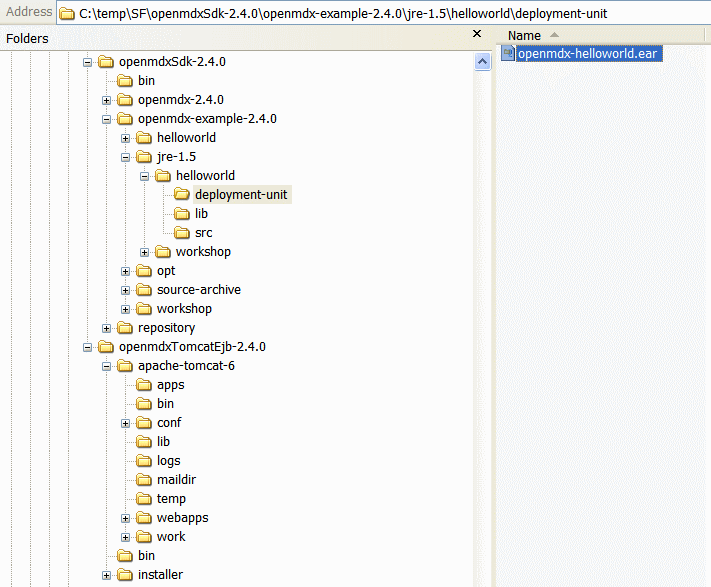 Address C:\temp\SF\openmdxSdk-2.4.0\openmdx-example-2.4.0\jre-1.5\helloworld\deployment-unit
Folders
Name
openmdx-helloworld.ear
openmdxSdk-2.4.0
bin
openmdx-2.4.0
openmdx-example-2.4.0
helloworld
jre-1.5
helloworld
deployment-unit
lib
src
workshop
opt
source-archive
workshop
repository
openmdxTomcatEjb-2.4.0
apache-tomcat-6
apps
bin
conf
lib
logs
maildir
temp
webapps
work
bin
installer